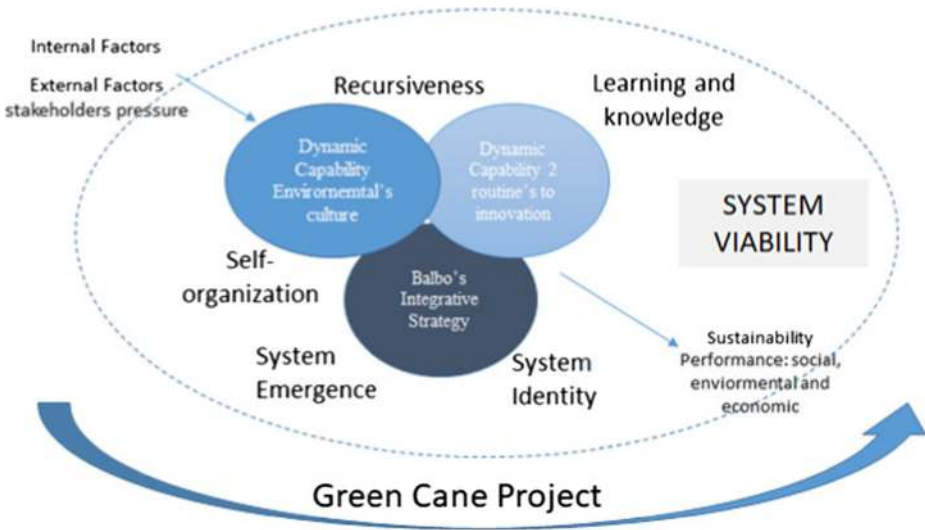 Internal Factors
External Factors
stakeholders pressure
Recursiveness
Learning and
knowledge
Dynamic
Capability
Envirornemtal's
culture
Dynamic
Capability 2
routine's to
innovation
SYSTEM
VIABILITY
Self-
organization
Balbo's
Integrative
Strategy
System
Emergence
System
Identity
Sustainability
Performance: social,
enviormental and
economic
Green Cane Project